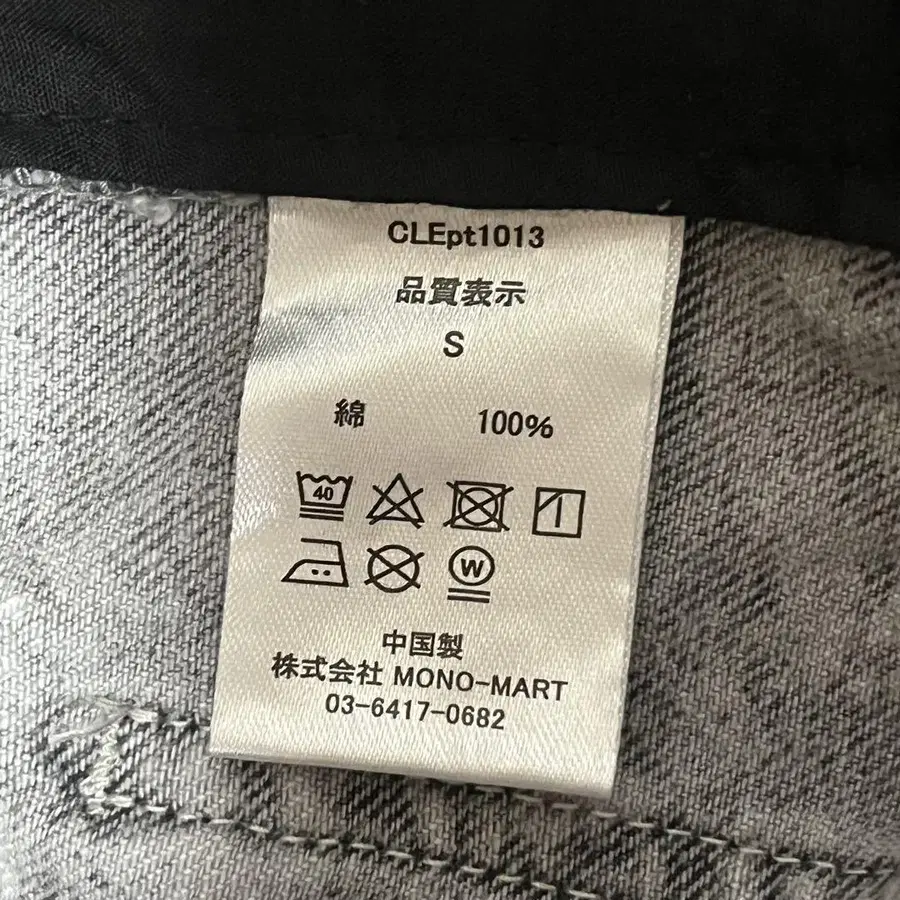 CLEpt1013
品質表示
S
綿 100%
40
W
中国製
株式会社 MONO-MART
03-6417-0682